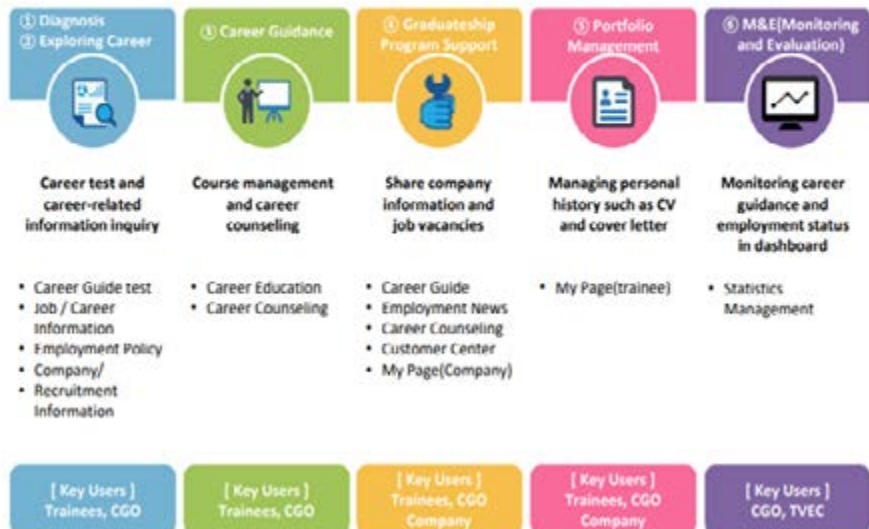 ① Diagnosis
② Exploring Career
Career test and
career-related
information inquiry
• Career Guide test
• Job / Career
Information
• Employment Policy
• Company/
• Recruitment
Information
[ Key Users ]
Trainees, CGO
③ Career Guidance
Course management
and career
counseling
• Career Education
• Career Counseling
[ Key Users ]
Trainees, CGO
④ Graduateship
Program Support
Share company
information and
job vacancies
• Career Guide
• Employment News
• Career Counseling
• Customer Center
• My Page(Company)
[ Key Users ]
Trainees, CGO
Company
⑤ Portfolio
Management
Managing personal
history such as CV
and cover letter
• My Page(trainee)
[ Key Users ]
Trainees, CGO
Company
⑥ M&E(Monitoring
and Evaluation)
Monitoring career
guidance and
employment status
in dashboard
• Statistics
Management
[ Key Users ]
CGO, TVEC